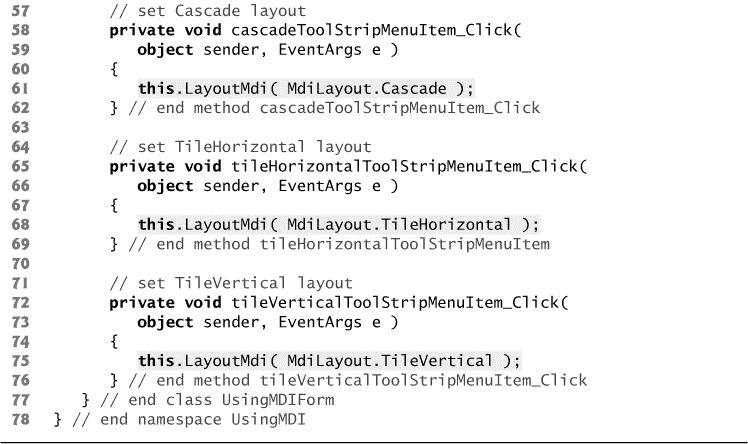 57 // set Cascade layout
58 private void cascadeToolStripMenuItem_Click(
59 object sender, EventArgs e )
60 {
61 this.LayoutMdi( MdiLayout.Cascade );
62 } // end method cascadeToolStripMenuItem_Click
63
64 // set TileHorizontal layout
65 private void tileHorizontalToolStripMenuItem_Click(
66 object sender, EventArgs e )
67 {
68 this.LayoutMdi( MdiLayout.TileHorizontal );
69 } // end method tileHorizontalToolStripMenuItem
70
71 // set TileVertical layout
72 private void tileVerticalToolStripMenuItem_Click(
73 object sender, EventArgs e )
74 {
75 this.LayoutMdi( MdiLayout.TileVertical );
76 } // end method tileVerticalToolStripMenuItem_Click
77 } // end class UsingMDIForm
78 } // end namespace UsingMDI